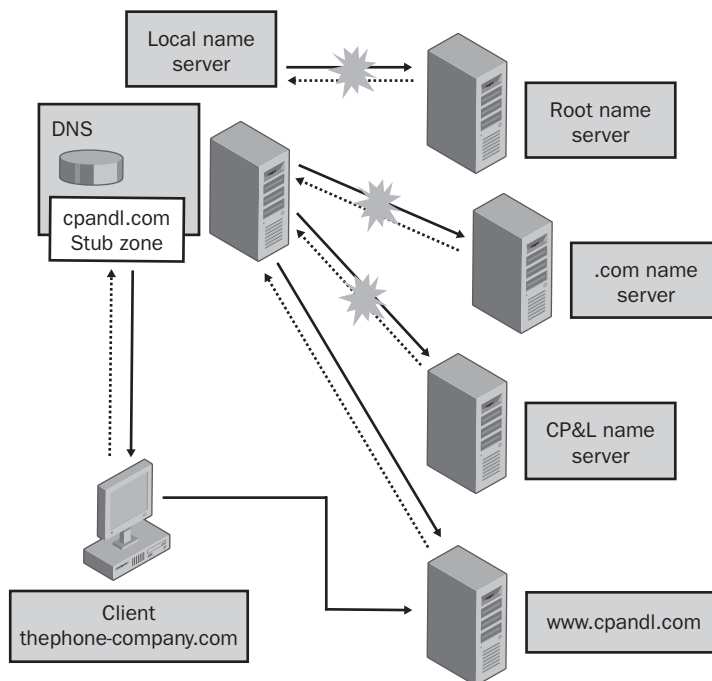 Local name
server
Root name
server
DNS
cpandl.com
Stub zone
.com name
server
CP&L name
server
Client
thephone-company.com
www.cpandl.com